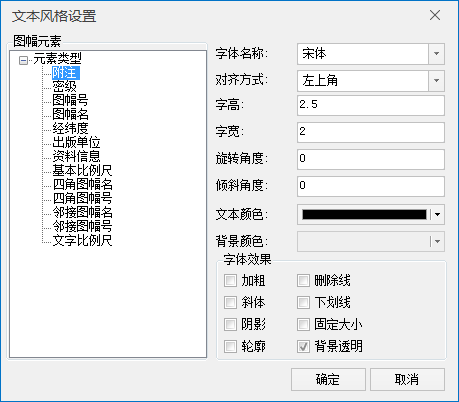 文本风格设置
图幅元素
元素类型
附注
密级
图幅号
图幅名
经纬度
出版单位
资料信息
基本比例尺
四角图幅名
四角图幅号
邻接图幅名
邻接图幅号
文字比例尺
字体名称: 宋体
对齐方式: 左上角
字高: 2.5
字宽: 2
旋转角度: 0
倾斜角度: 0
文本颜色:
背景颜色:
字体效果
加粗 删除线
斜体 下划线
阴影 固定大小
轮廓 背景透明
确定 取消